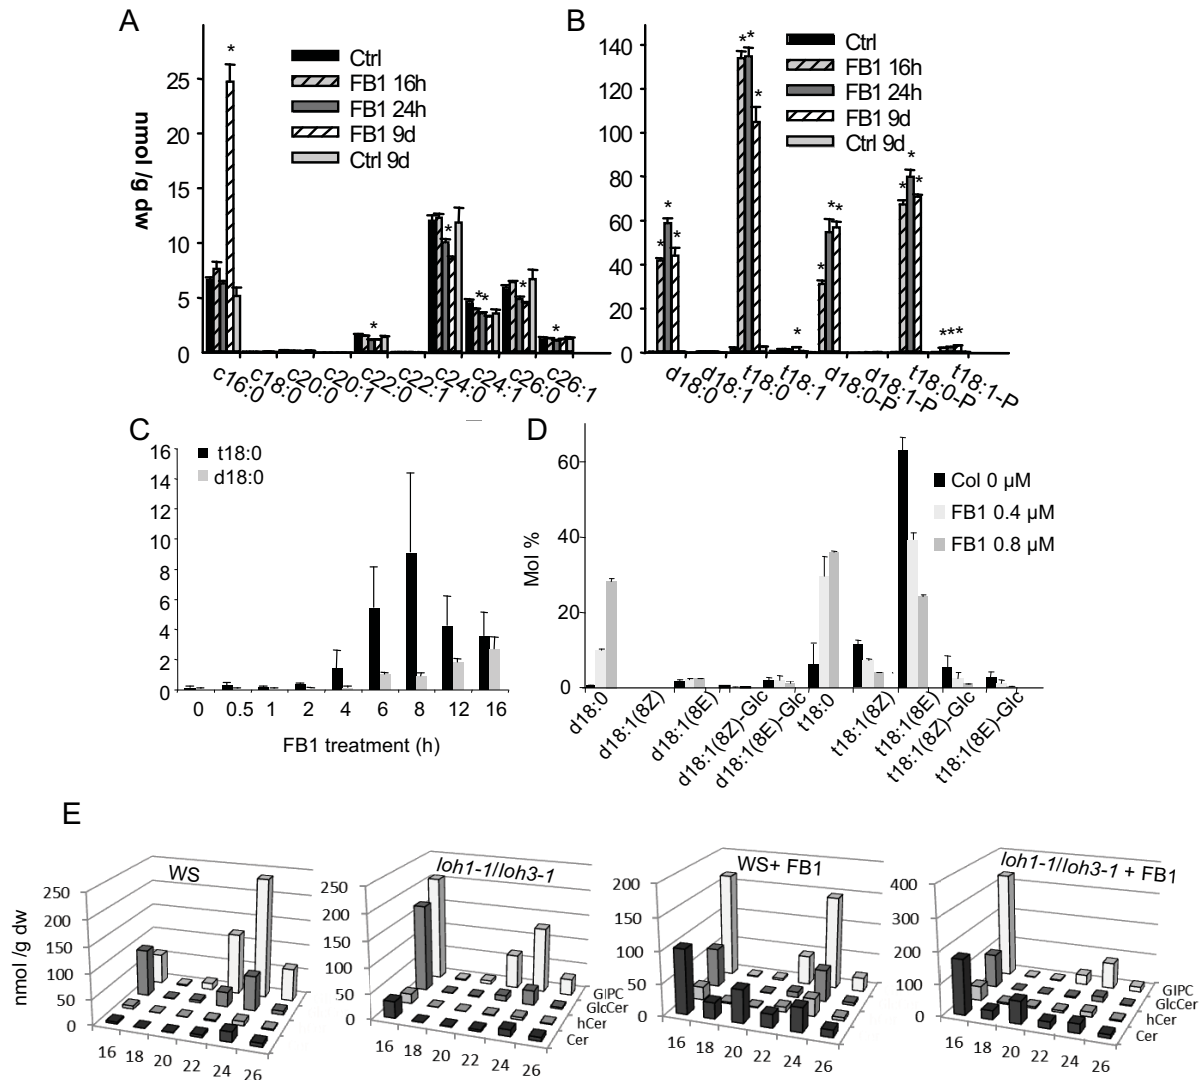 A
nmol /g dw
25
20
15
10
5
0
Ctrl
FB1 16h
FB1 24h
FB1 9d
Ctrl 9d
*
*
*
* *
*
*
c16:0
c18:0
c20:0
c20:1
c22:0
c22:1
c24:0
c24:1
c26:0
c26:1
B
140
120
100
80
60
40
20
0
Ctrl
FB1 16h
FB1 24h
FB1 9d
Ctrl 9d
* * *
* *
*
*
*
* *
*
*
*
*
* * *
d18:0
d18:1
t18:0
t18:1
d18:0-P
d18:1-P
t18:0-P
t18:1-P
C
16
14
12
10
8
6
4
2
0
t18:0
d18:0
0 0.5 1 2 4 6 8 12 16
FB1 treatment (h)
D
Mol %
60
40
20
0
Col 0 µM
FB1 0.4 µM
FB1 0.8 µM
d18:0
d18:1(8Z)
d18:1(8E)
d18:1(8Z)-Glc
d18:1(8E)-Glc
t18:0
t18:1(8Z)
t18:1(8E)
t18:1(8Z)-Glc
t18:1(8E)-Glc
E
nmol /g dw
WS
250
200
150
100
50
0
16 18 20 22 24 26
loh1-1/loh3-1
250
200
150
100
50
0
16 18 20 22 24 26
GIPC
GlcCer
hCer
Cer
WS+ FB1
200
150
100
50
0
16 18 20 22 24 26
loh1-1/loh3-1 + FB1
400
300
200
100
0
16 18 20 22 24 26
GIPC
GlcCer
hCer
Cer